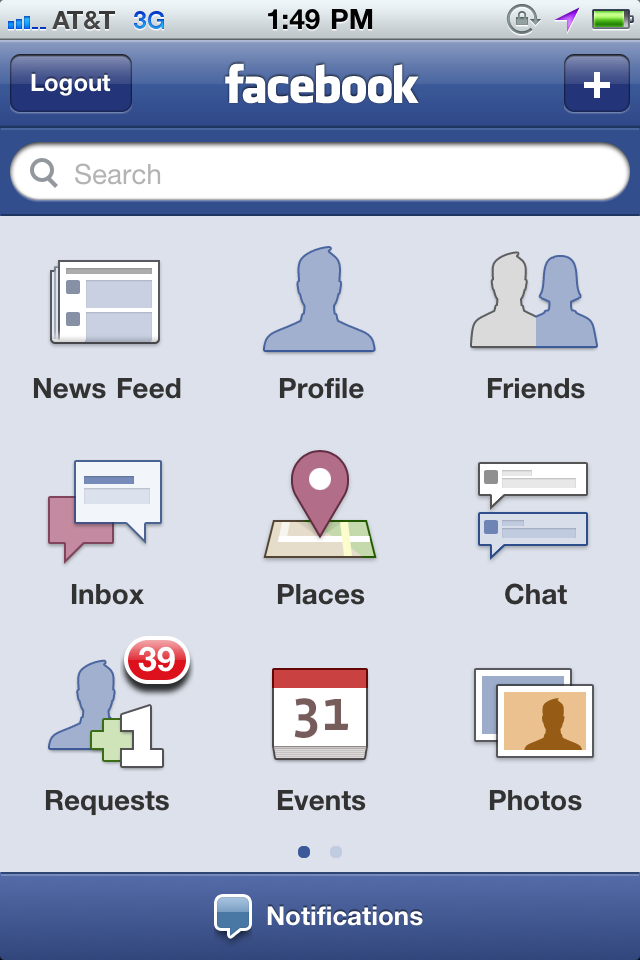 AT&T 3G 1:49 PM
Logout facebook +
Search
News Feed Profile Friends
Inbox Places Chat
39
+1 31
Requests Events Photos
Notifications